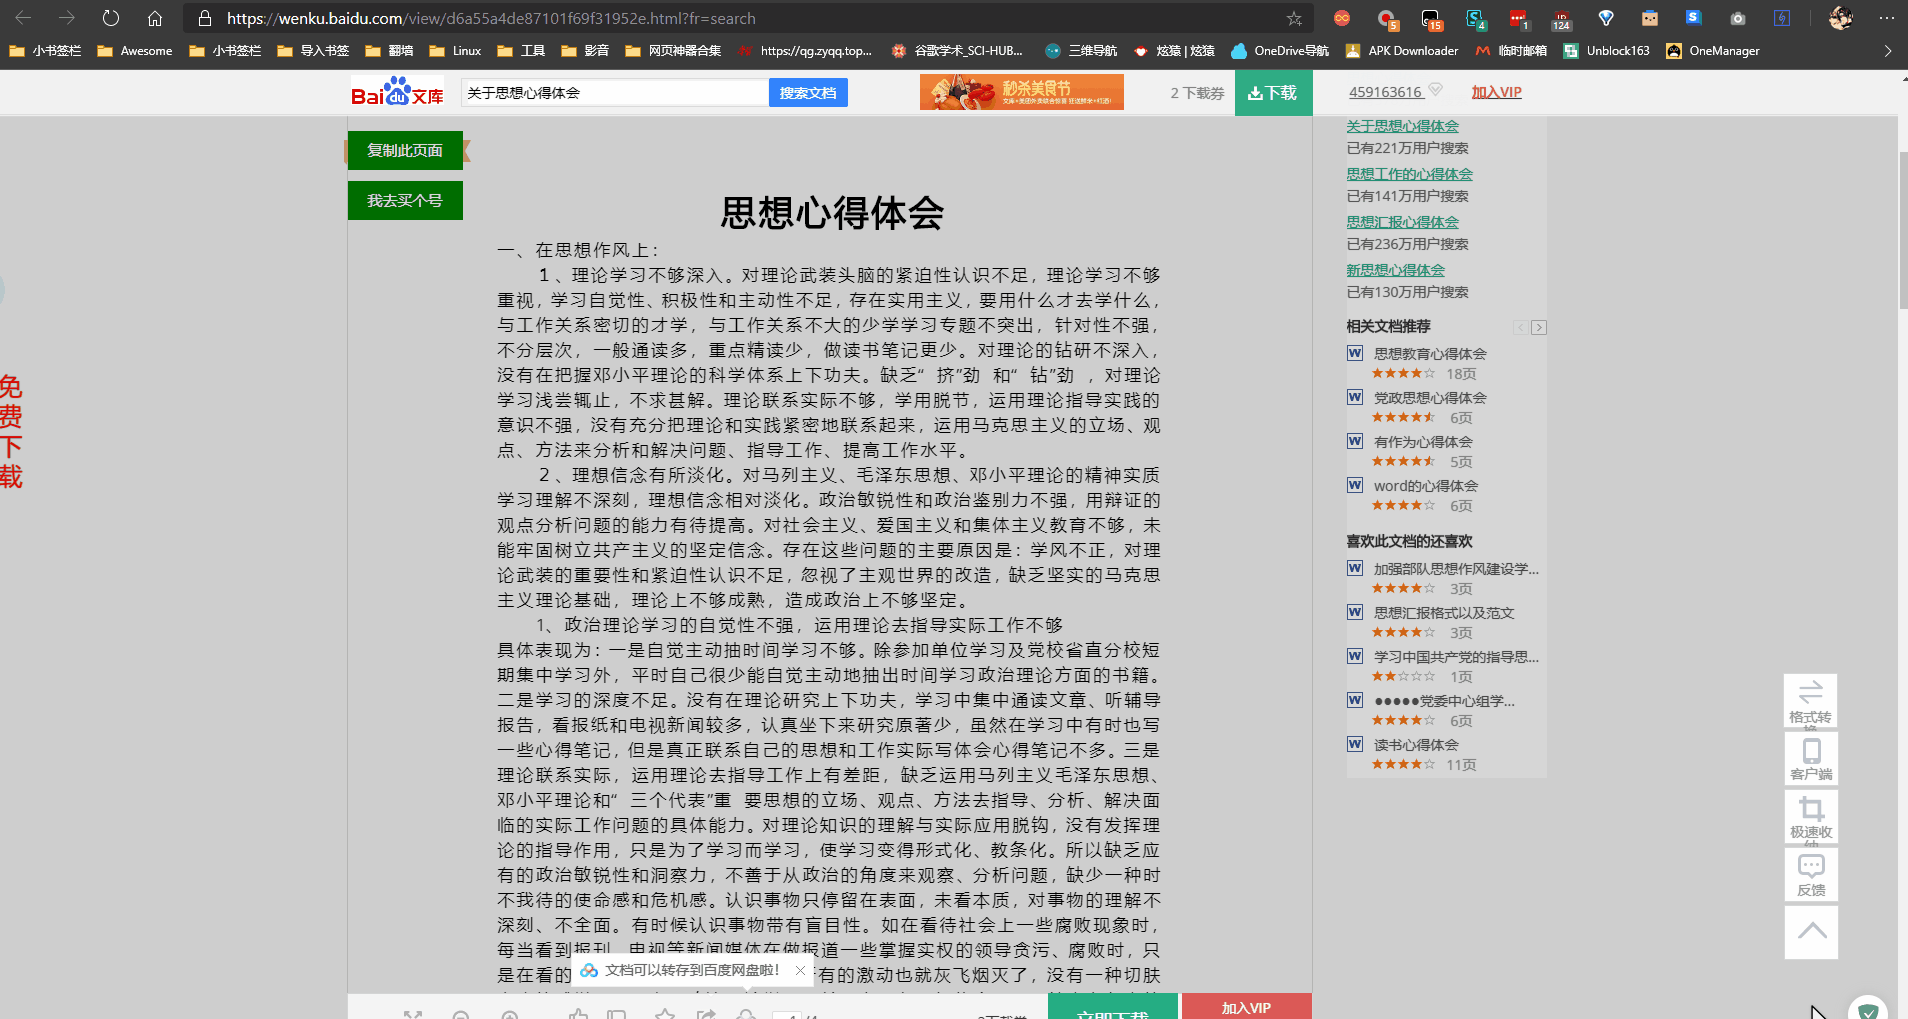 https://wenku.baidu.com/view/d6a55a4de87101f69f31952e.html?fr=search
5
15
4
1
124
小书签栏
Awesome
小书签栏
导入书签
翻墙
Linux
工具
影音
网页神器合集
https://qg.zyqq.top...
谷歌学术_SCI-HUB...
三维导航
炫猿 | 炫猿
OneDrive导航
APK Downloader
临时邮箱
Unblock163
OneManager
Bai du 文库
关于思想心得体会
搜索文档
秒杀美食节
2 下载券
下载
459163616
加入VIP
复制此页面
我去买个号
免费下载
思想心得体会
一、在思想作风上：
1、理论学习不够深入。对理论武装头脑的紧迫性认识不足，理论学习不够
重视，学习自觉性、积极性和主动性不足，存在实用主义，要用什么才去学什么，
与工作关系密切的才学，与工作关系不大的少学学习专题不突出，针对性不强，
不分层次，一般通读多，重点精读少，做读书笔记更少。对理论的钻研不深入，
没有在把握邓小平理论的科学体系上下功夫。缺乏“ 挤”劲 和“ 钻”劲 ，对理论
学习浅尝辄止，不求甚解。理论联系实际不够，学用脱节，运用理论指导实践的
意识不强，没有充分把理论和实践紧密地联系起来，运用马克思主义的立场、观
点、方法来分析和解决问题、指导工作、提高工作水平。
2、理想信念有所淡化。对马列主义、毛泽东思想、邓小平理论的精神实质
学习理解不深刻，理想信念相对淡化。政治敏锐性和政治鉴别力不强，用辩证的
观点分析问题的能力有待提高。对社会主义、爱国主义和集体主义教育不够，未
能牢固树立共产主义的坚定信念。存在这些问题的主要原因是：学风不正，对理
论武装的重要性和紧迫性认识不足，忽视了主观世界的改造，缺乏坚实的马克思
主义理论基础，理论上不够成熟，造成政治上不够坚定。
1、政治理论学习的自觉性不强，运用理论去指导实际工作不够
具体表现为：一是自觉主动抽时间学习不够。除参加单位学习及党校省直分校短
期集中学习外，平时自己很少能自觉主动地抽出时间学习政治理论方面的书籍。
二是学习的深度不足。没有在理论研究上下功夫，学习中集中通读文章、听辅导
报告，看报纸和电视新闻较多，认真坐下来研究原著少，虽然在学习中有时也写
一些心得笔记，但是真正联系自己的思想和工作实际写体会心得笔记不多。三是
理论联系实际，运用理论去指导工作上有差距，缺乏运用马列主义毛泽东思想、
邓小平理论和“ 三个代表”重 要思想的立场、观点、方法去指导、分析、解决面
临的实际工作问题的具体能力。对理论知识的理解与实际应用脱钩，没有发挥理
论的指导作用，只是为了学习而学习，使学习变得形式化、教条化。所以缺乏应
有的政治敏锐性和洞察力，不善于从政治的角度来观察、分析问题，缺少一种时
不我待的使命感和危机感。认识事物只停留在表面，未看本质，对事物的理解不
深刻、不全面。有时候认识事物带有盲目性。如在看待社会上一些腐败现象时，
每当看到报刊、电视等新闻媒体在做报道一些掌握实权的领导贪污、腐败时，只
是在看的 有的激动也就灰飞烟灭了，没有一种切肤
文档可以转存到百度网盘啦！
立即下载
加入VIP
关于思想心得体会
已有221万用户搜索
思想工作的心得体会
已有141万用户搜索
思想汇报心得体会
已有236万用户搜索
新思想心得体会
已有130万用户搜索
相关文档推荐
思想教育心得体会
18页
党政思想心得体会
6页
有作为心得体会
5页
word的心得体会
6页
喜欢此文档的还喜欢
加强部队思想作风建设学...
3页
思想汇报格式以及范文
3页
学习中国共产党的指导思...
1页
●●●●●党委中心组学...
6页
读书心得体会
11页
格式转换
客户端
极速收
反馈